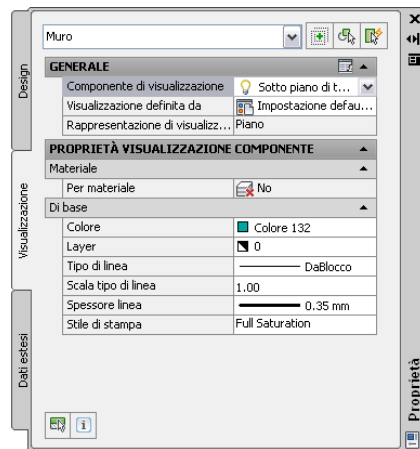 Muro
GENERALE
Componente di visualizzazione Sotto piano di t...
Visualizzazione definita da Impostazione defau...
Rappresentazione di visualizz... Piano
PROPRIETÀ VISUALIZZAZIONE COMPONENTE
Materiale
Per materiale No
Di base
Colore Colore 132
Layer 0
Tipo di linea DaBlocco
Scala tipo di linea 1.00
Spessore linea 0.35 mm
Stile di stampa Full Saturation
Design
Visualizzazione
Dati estesi
Proprietà